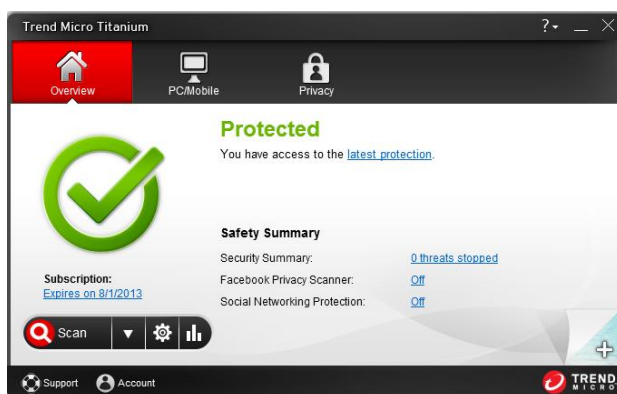 Trend Micro Titanium
?
Overview
PC/Mobile
Privacy
Protected
You have access to the latest protection.
Safety Summary
Security Summary: 0 threats stopped
Facebook Privacy Scanner: Off
Social Networking Protection: Off
Subscription:
Expires on 8/1/2013
Scan
Support
Account
TREND
MICRO